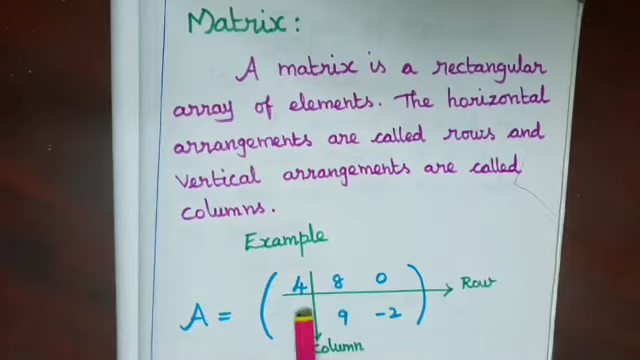 Matrix:
A matrix is a rectangular
array of elements. The horizontal
arrangements are called rows and
vertical arrangements are called
columns.
Example
4 8 0 Row
A = 9 -2
column